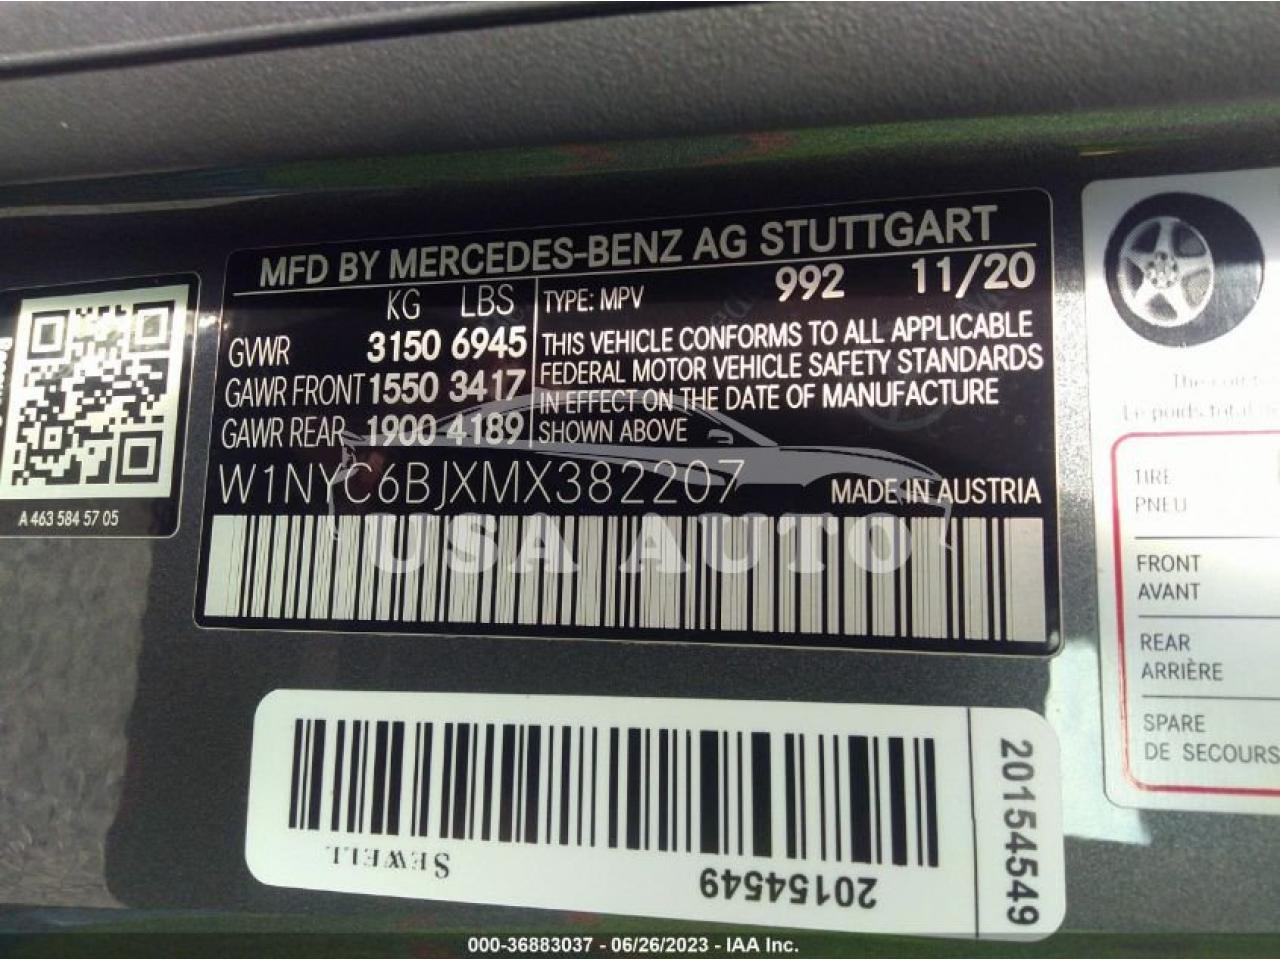 MFD BY MERCEDES-BENZ AG STUTTGART
KG LBS
GVWR 3150 6945
GAWR FRONT 1550 3417
GAWR REAR 1900 4189
TYPE: MPV 992 11/20
THIS VEHICLE CONFORMS TO ALL APPLICABLE
FEDERAL MOTOR VEHICLE SAFETY STANDARDS
IN EFFECT ON THE DATE OF MANUFACTURE
SHOWN ABOVE
W1NYC6BJXMX382207 MADE IN AUSTRIA
USA AUTO
A 463 584 57 05
TIRE
PNEU
FRONT
AVANT
REAR
ARRIÈRE
SPARE
DE SECOURS
SEWELL
20154549
20154549
000-36883037 - 06/26/2023 - IAA Inc.